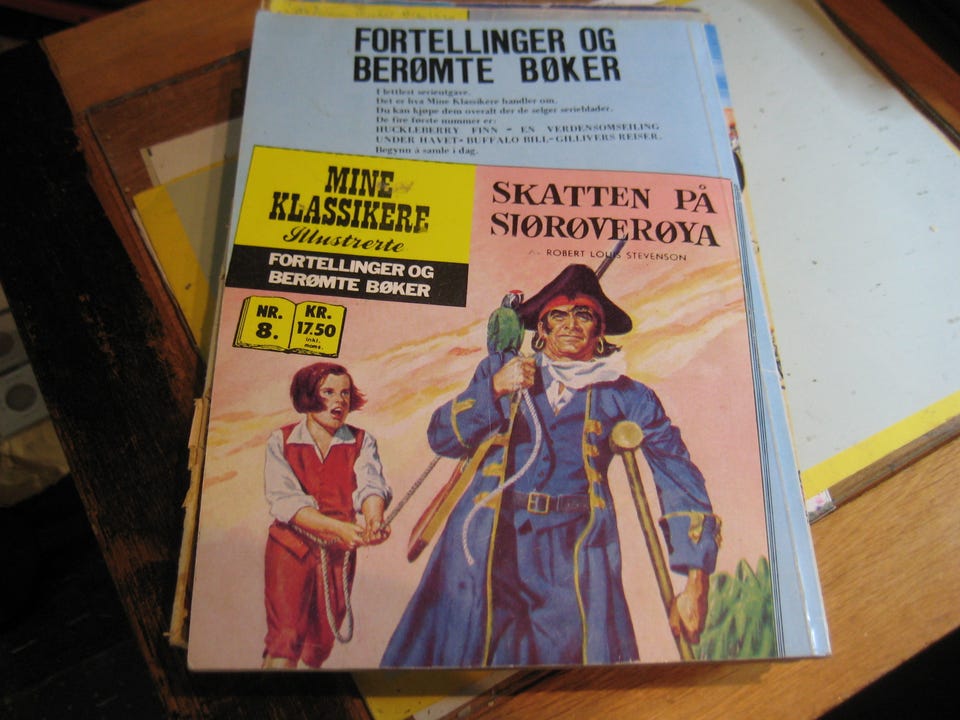 FORTELLINGER OG
BERØMTE BØKER
I lettlest serieutgave.
Det er hva Mine Klassikere handler om.
Du kan kjøpe dem overalt der de selger serieblader.
De fire første nummer er:
HUCKLEBERRY FINN - EN VERDENSOMSEILING
UNDER HAVET- BUFFALO BILL- GILLIVERS REISER.
Begynn å samle i dag.
MINE
KLASSIKERE
Illustrerte
FORTELLINGER OG
BERØMTE BØKER
NR.
8.
KR.
17.50
inkl.
moms.
SKATTEN PÅ
SJØRØVERØYA
ROBERT LOUIS STEVENSON